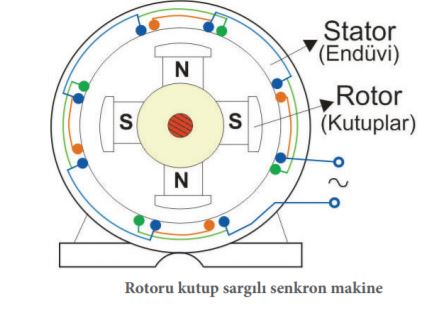 Stator
(Endüvi)
N
Rotor
(Kutuplar)
S
S
N
Rotoru kutup sargılı senkron makine